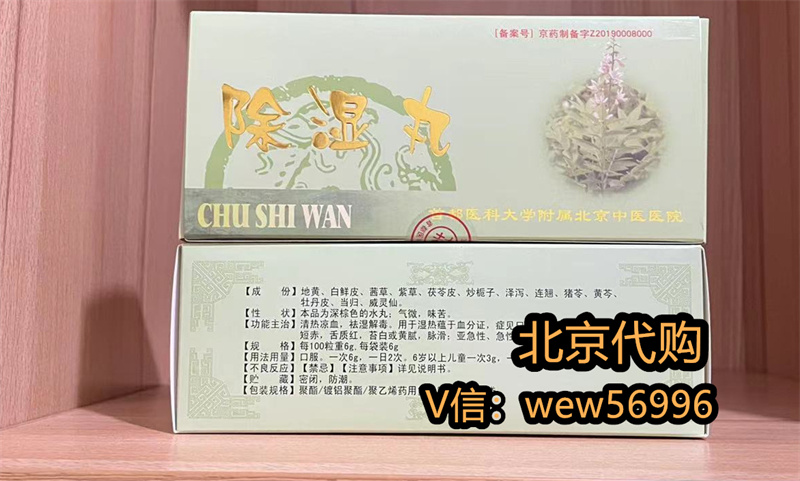 【备案号】京药制备字Z20190008000
除湿丸
CHU SHI WAN
首都医科大学附属北京中医医院
【成 份】地黄、白鲜皮、茜草、紫草、茯苓皮、炒栀子、泽泻、连翘、猪苓、黄芩、
牡丹皮、当归、威灵仙。
【性 状】本品为深棕色的水丸；气微，味苦。
【功能主治】清热凉血，祛湿解毒。用于湿热蕴于血分证，症见
短赤，舌质红，苔白或黄腻，脉滑；亚急性、急性
【规 格】每100粒重6g，每袋装6g
【用法用量】口服。一次6g，一日2次。6岁以上儿童一次3g，一
【不良反应】【禁忌】【注意事项】详见说明书。
【贮 藏】密闭，防潮。
【包装规格】聚酯/镀铝聚酯/聚乙烯药用
北京代购
V信：wew56996